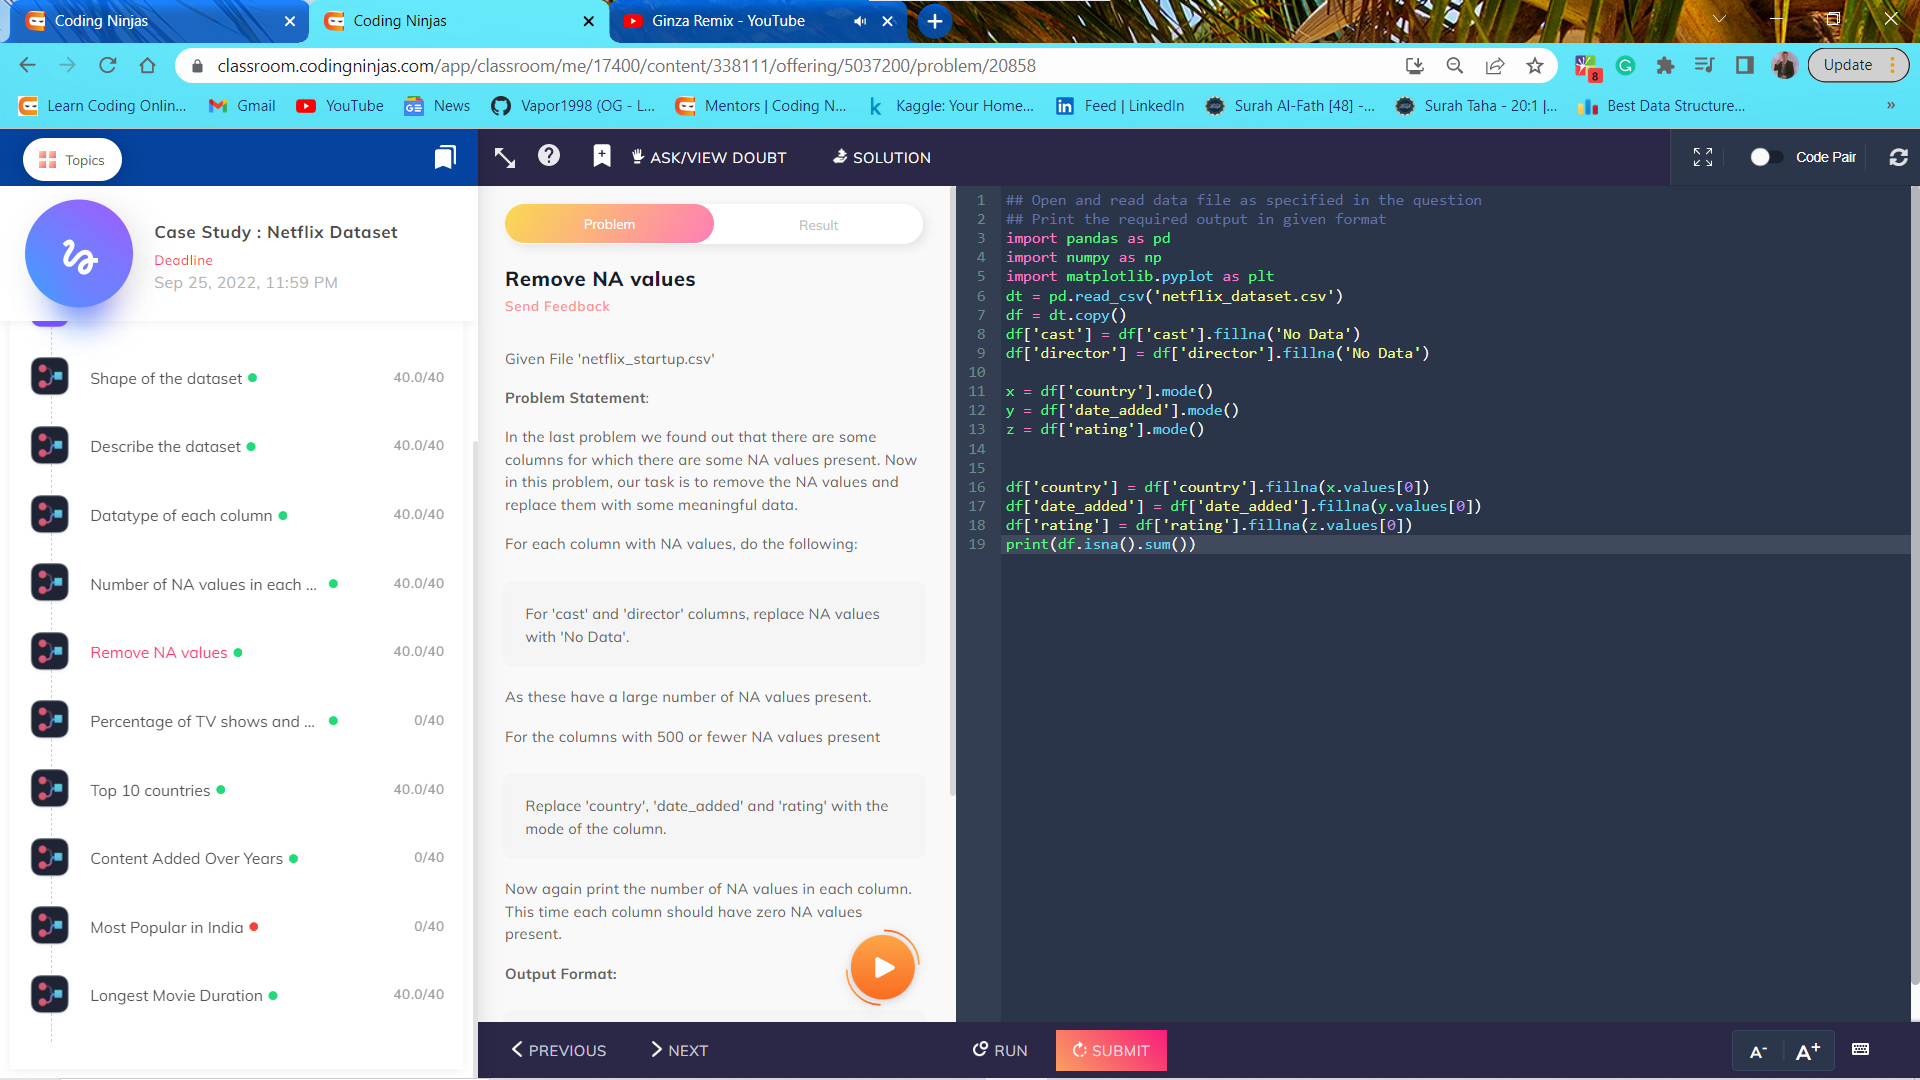 Coding Ninjas
Coding Ninjas
Ginza Remix - YouTube
classroom.codingninjas.com/app/classroom/me/17400/content/338111/offering/5037200/problem/20858
8
Update
Learn Coding Onlin...
Gmail
YouTube
News
Vapor1998 (OG - L...
Mentors | Coding N...
Kaggle: Your Home...
Feed | LinkedIn
Surah Al-Fath [48] -...
Surah Taha - 20:1 |...
Best Data Structure...
»
Topics
ASK/VIEW DOUBT
SOLUTION
Code Pair
Case Study : Netflix Dataset
Deadline
Sep 25, 2022, 11:59 PM
Shape of the dataset 40.0/40
Describe the dataset 40.0/40
Datatype of each column 40.0/40
Number of NA values in each ... 40.0/40
Remove NA values 40.0/40
Percentage of TV shows and ... 0/40
Top 10 countries 40.0/40
Content Added Over Years 0/40
Most Popular in India 0/40
Longest Movie Duration 40.0/40
Problem
Result
Remove NA values
Send Feedback
Given File 'netflix_startup.csv'
Problem Statement:
In the last problem we found out that there are some
columns for which there are some NA values present. Now
in this problem, our task is to remove the NA values and
replace them with some meaningful data.
For each column with NA values, do the following:
For 'cast' and 'director' columns, replace NA values
with 'No Data'.
As these have a large number of NA values present.
For the columns with 500 or fewer NA values present
Replace 'country', 'date_added' and 'rating' with the
mode of the column.
Now again print the number of NA values in each column.
This time each column should have zero NA values
present.
Output Format:
1 ## Open and read data file as specified in the question
2 ## Print the required output in given format
3 import pandas as pd
4 import numpy as np
5 import matplotlib.pyplot as plt
6 dt = pd.read_csv('netflix_dataset.csv')
7 df = dt.copy()
8 df['cast'] = df['cast'].fillna('No Data')
9 df['director'] = df['director'].fillna('No Data')
10
11 x = df['country'].mode()
12 y = df['date_added'].mode()
13 z = df['rating'].mode()
14
15
16 df['country'] = df['country'].fillna(x.values[0])
17 df['date_added'] = df['date_added'].fillna(y.values[0])
18 df['rating'] = df['rating'].fillna(z.values[0])
19 print(df.isna().sum())
PREVIOUS
NEXT
RUN
SUBMIT
A-
A+